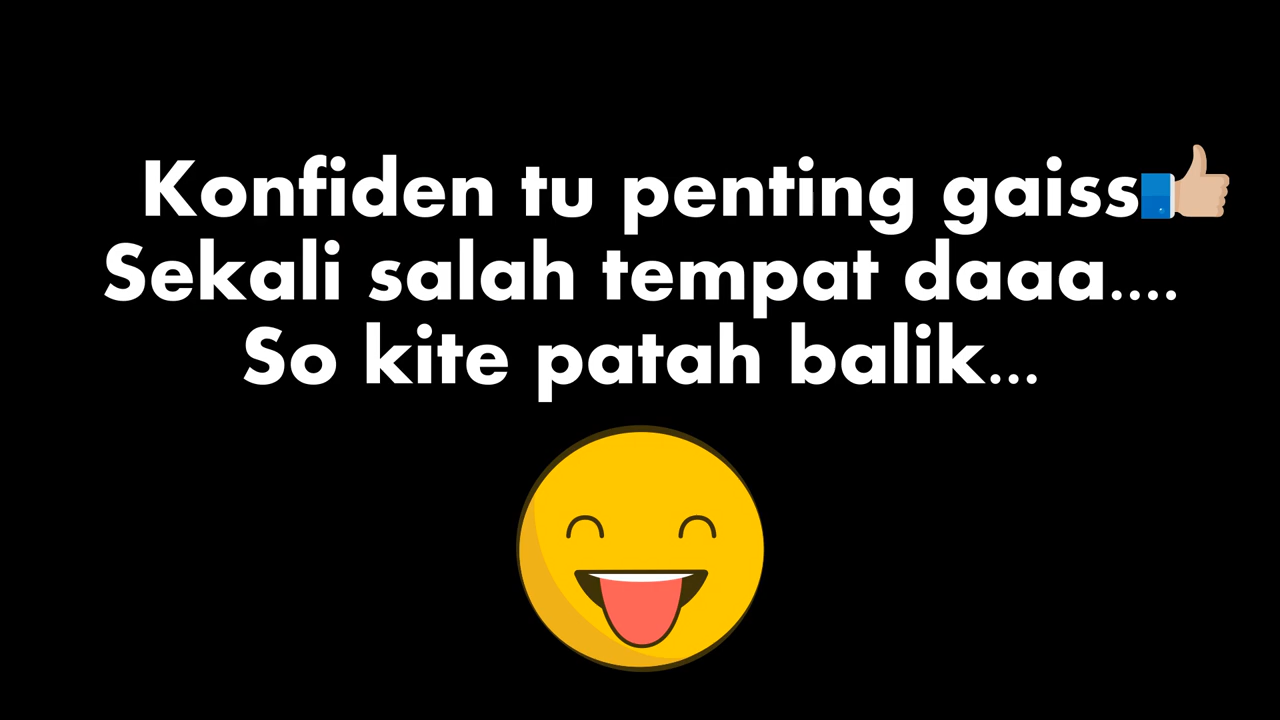 Konfiden tu penting gaiss
Sekali salah tempat daaa....
So kite patah balik...